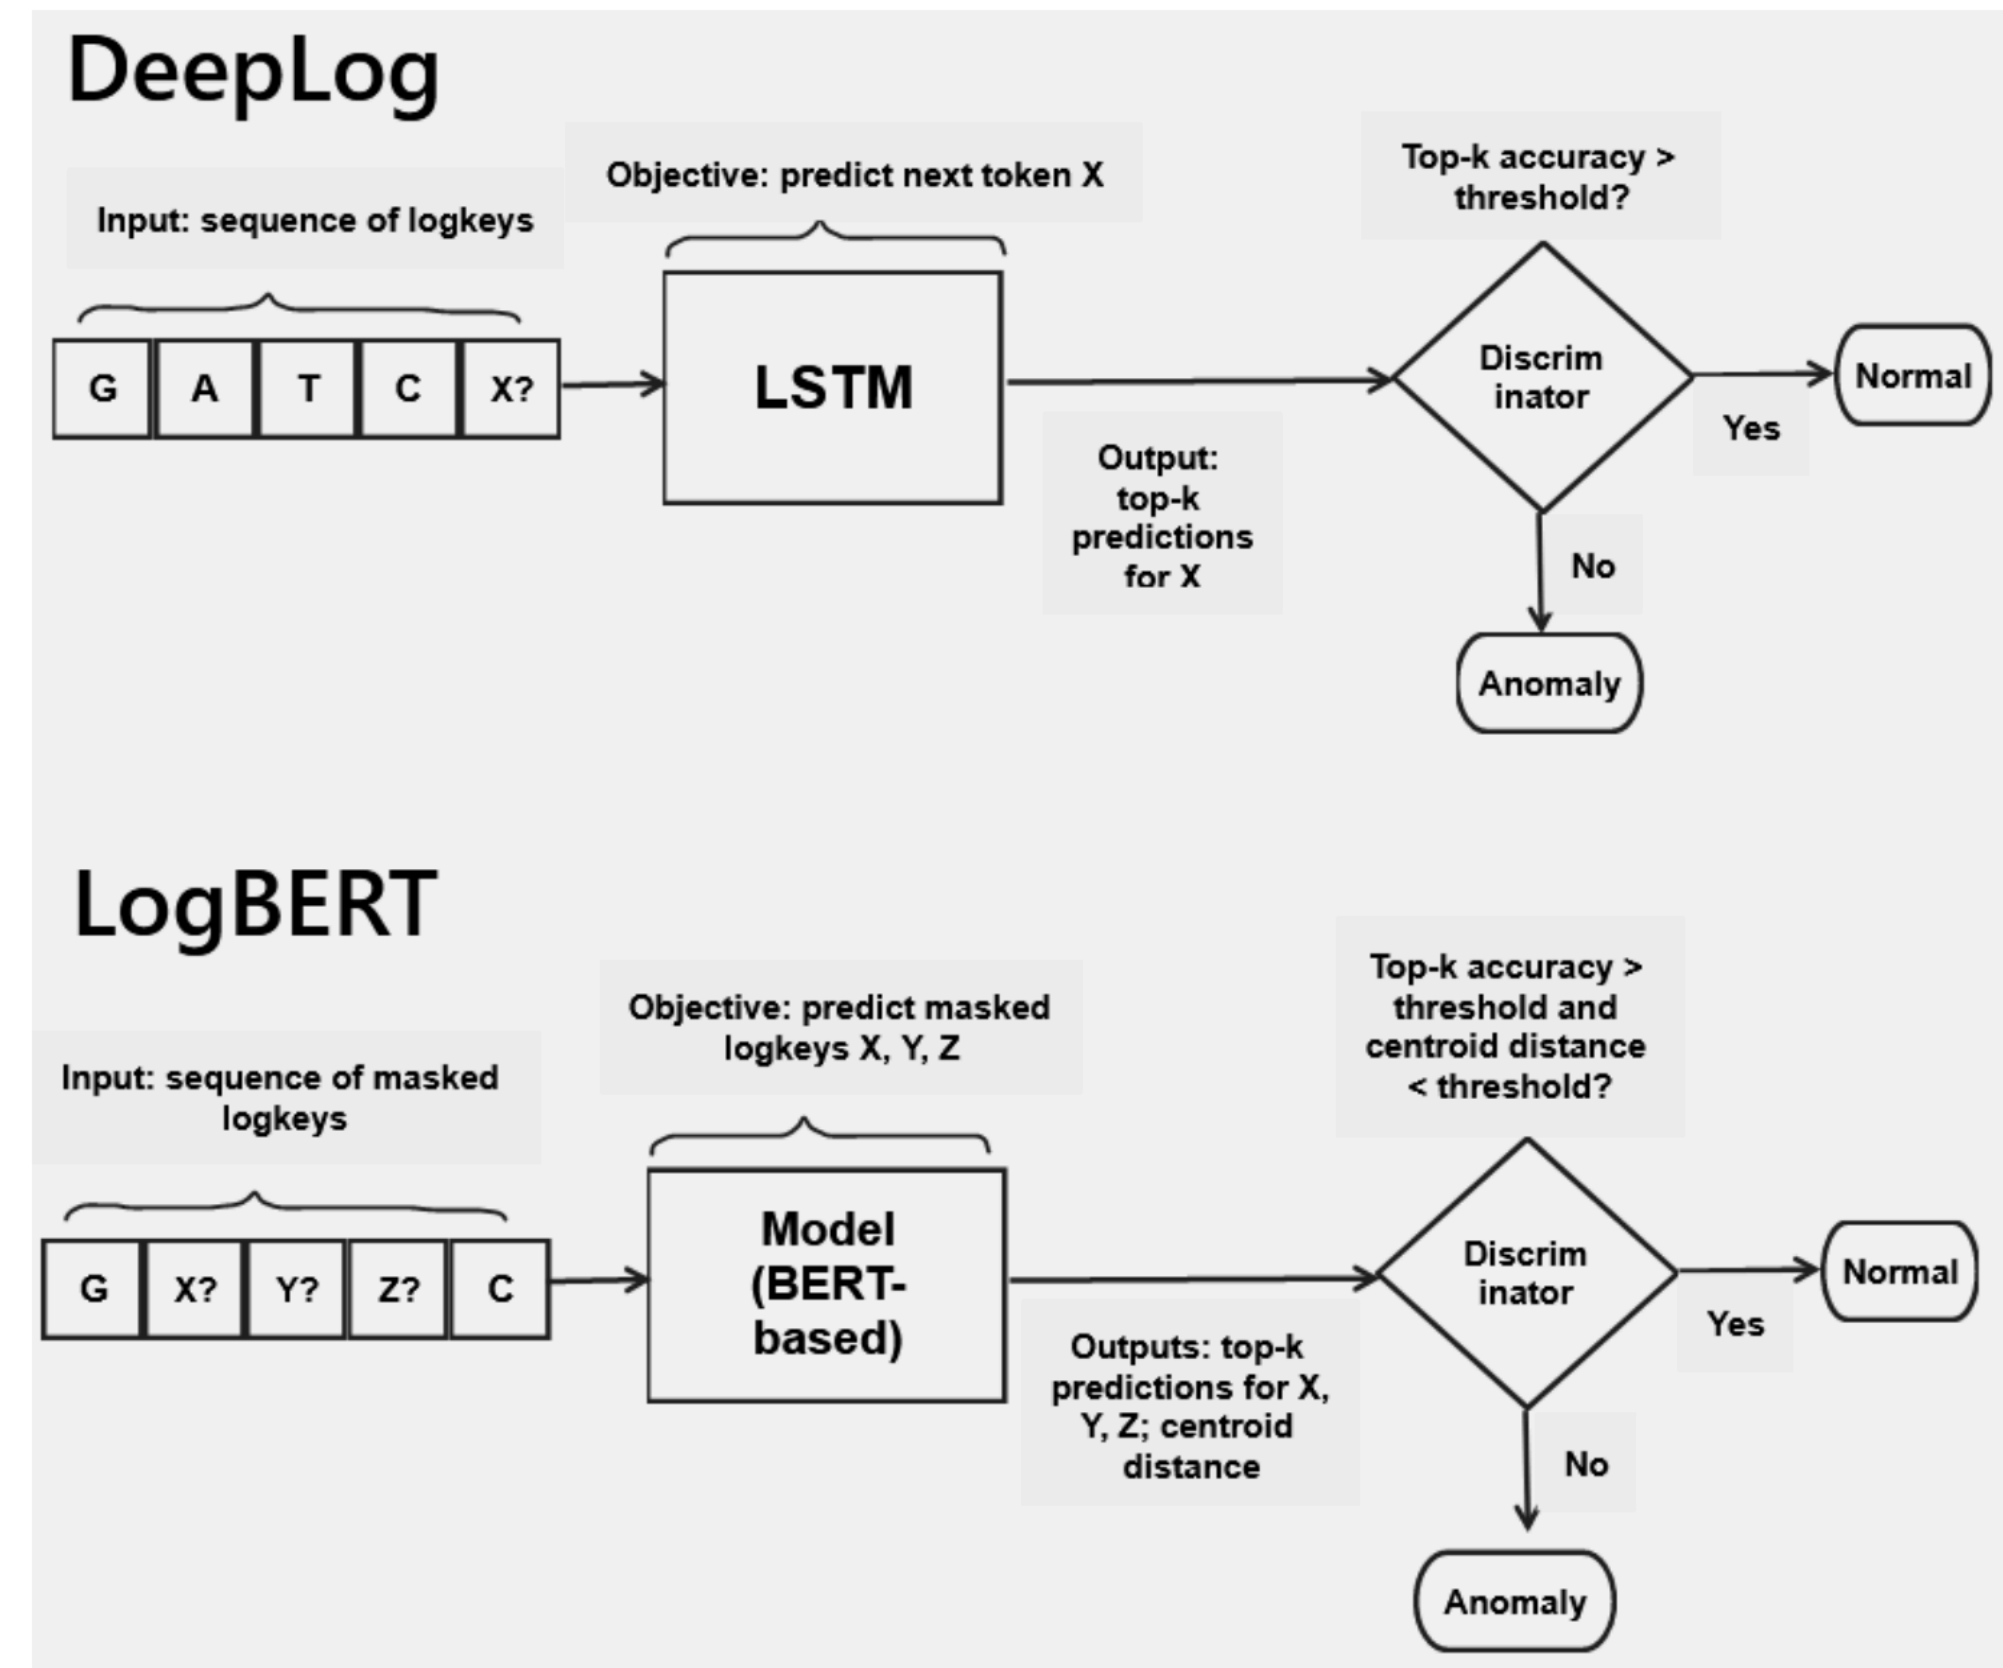 DeepLog
Input: sequence of logkeys
Objective: predict next token X
Top-k accuracy >
threshold?
G A T C X?
LSTM
Discrim
inator
Normal
Yes
Output:
top-k
predictions
for X
No
Anomaly
LogBERT
Input: sequence of masked
logkeys
Objective: predict masked
logkeys X, Y, Z
Top-k accuracy >
threshold and
centroid distance
< threshold?
G X? Y? Z? C
Model
(BERT-
based)
Discrim
inator
Normal
Yes
Outputs: top-k
predictions for X,
Y, Z; centroid
distance
No
Anomaly